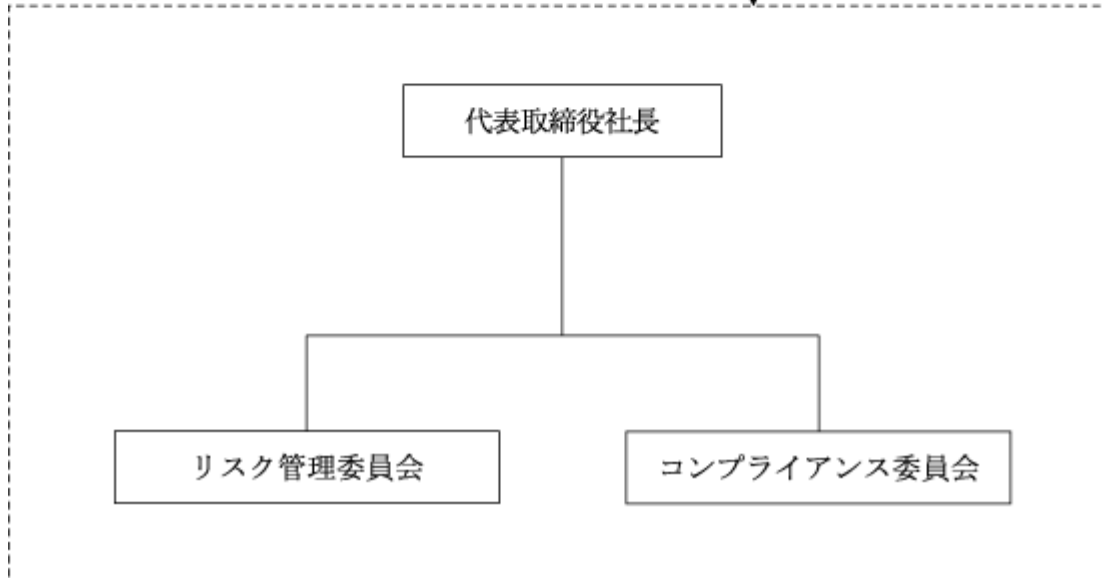 代表取締役社長
リスク管理委員会
コンプライアンス委員会